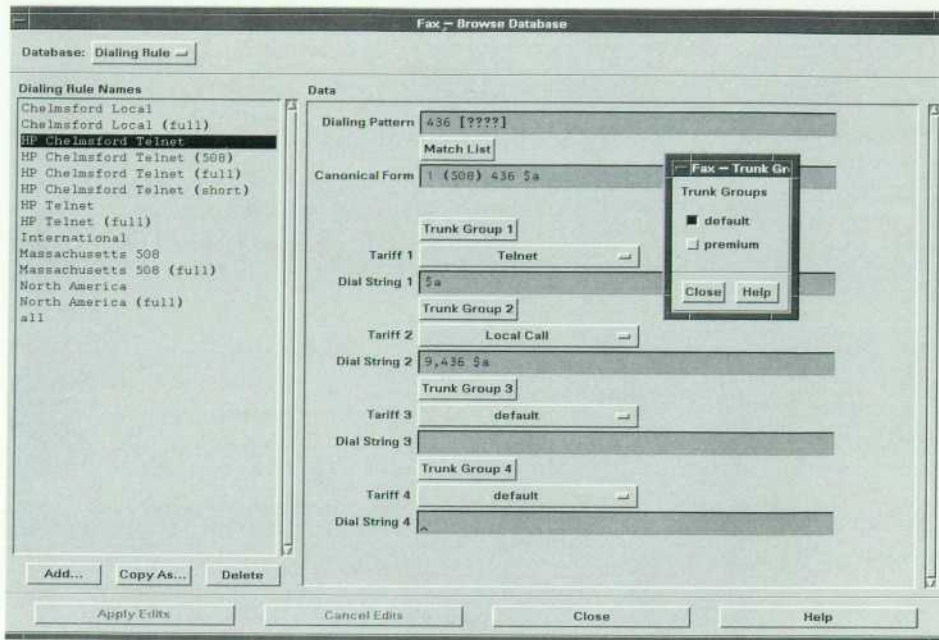 Fax – Browse Database
Database: Dialing Rule
Dialing Rule Names
Chelmsford Local
Chelmsford Local (full)
HP Chelmsford Telnet
HP Chelmsford Telnet (508)
HP Chelmsford Telnet (full)
HP Chelmsford Telnet (short)
HP Telnet
HP Telnet (full)
International
Massachusetts 508
Massachusetts 508 (full)
North America
North America (full)
all
Add...
Copy As...
Delete
Data
Dialing Pattern 436 [????]
Match List
Canonical Form 1 (508) 436 $a
Trunk Group 1
Tariff 1 Telnet
Dial String 1 $a
Trunk Group 2
Tariff 2 Local Call
Dial String 2 9,436 $a
Trunk Group 3
Tariff 3 default
Dial String 3
Trunk Group 4
Tariff 4 default
Dial String 4
Fax – Trunk Gr
Trunk Groups
default
premium
Close
Help
Apply Edits
Cancel Edits
Close
Help